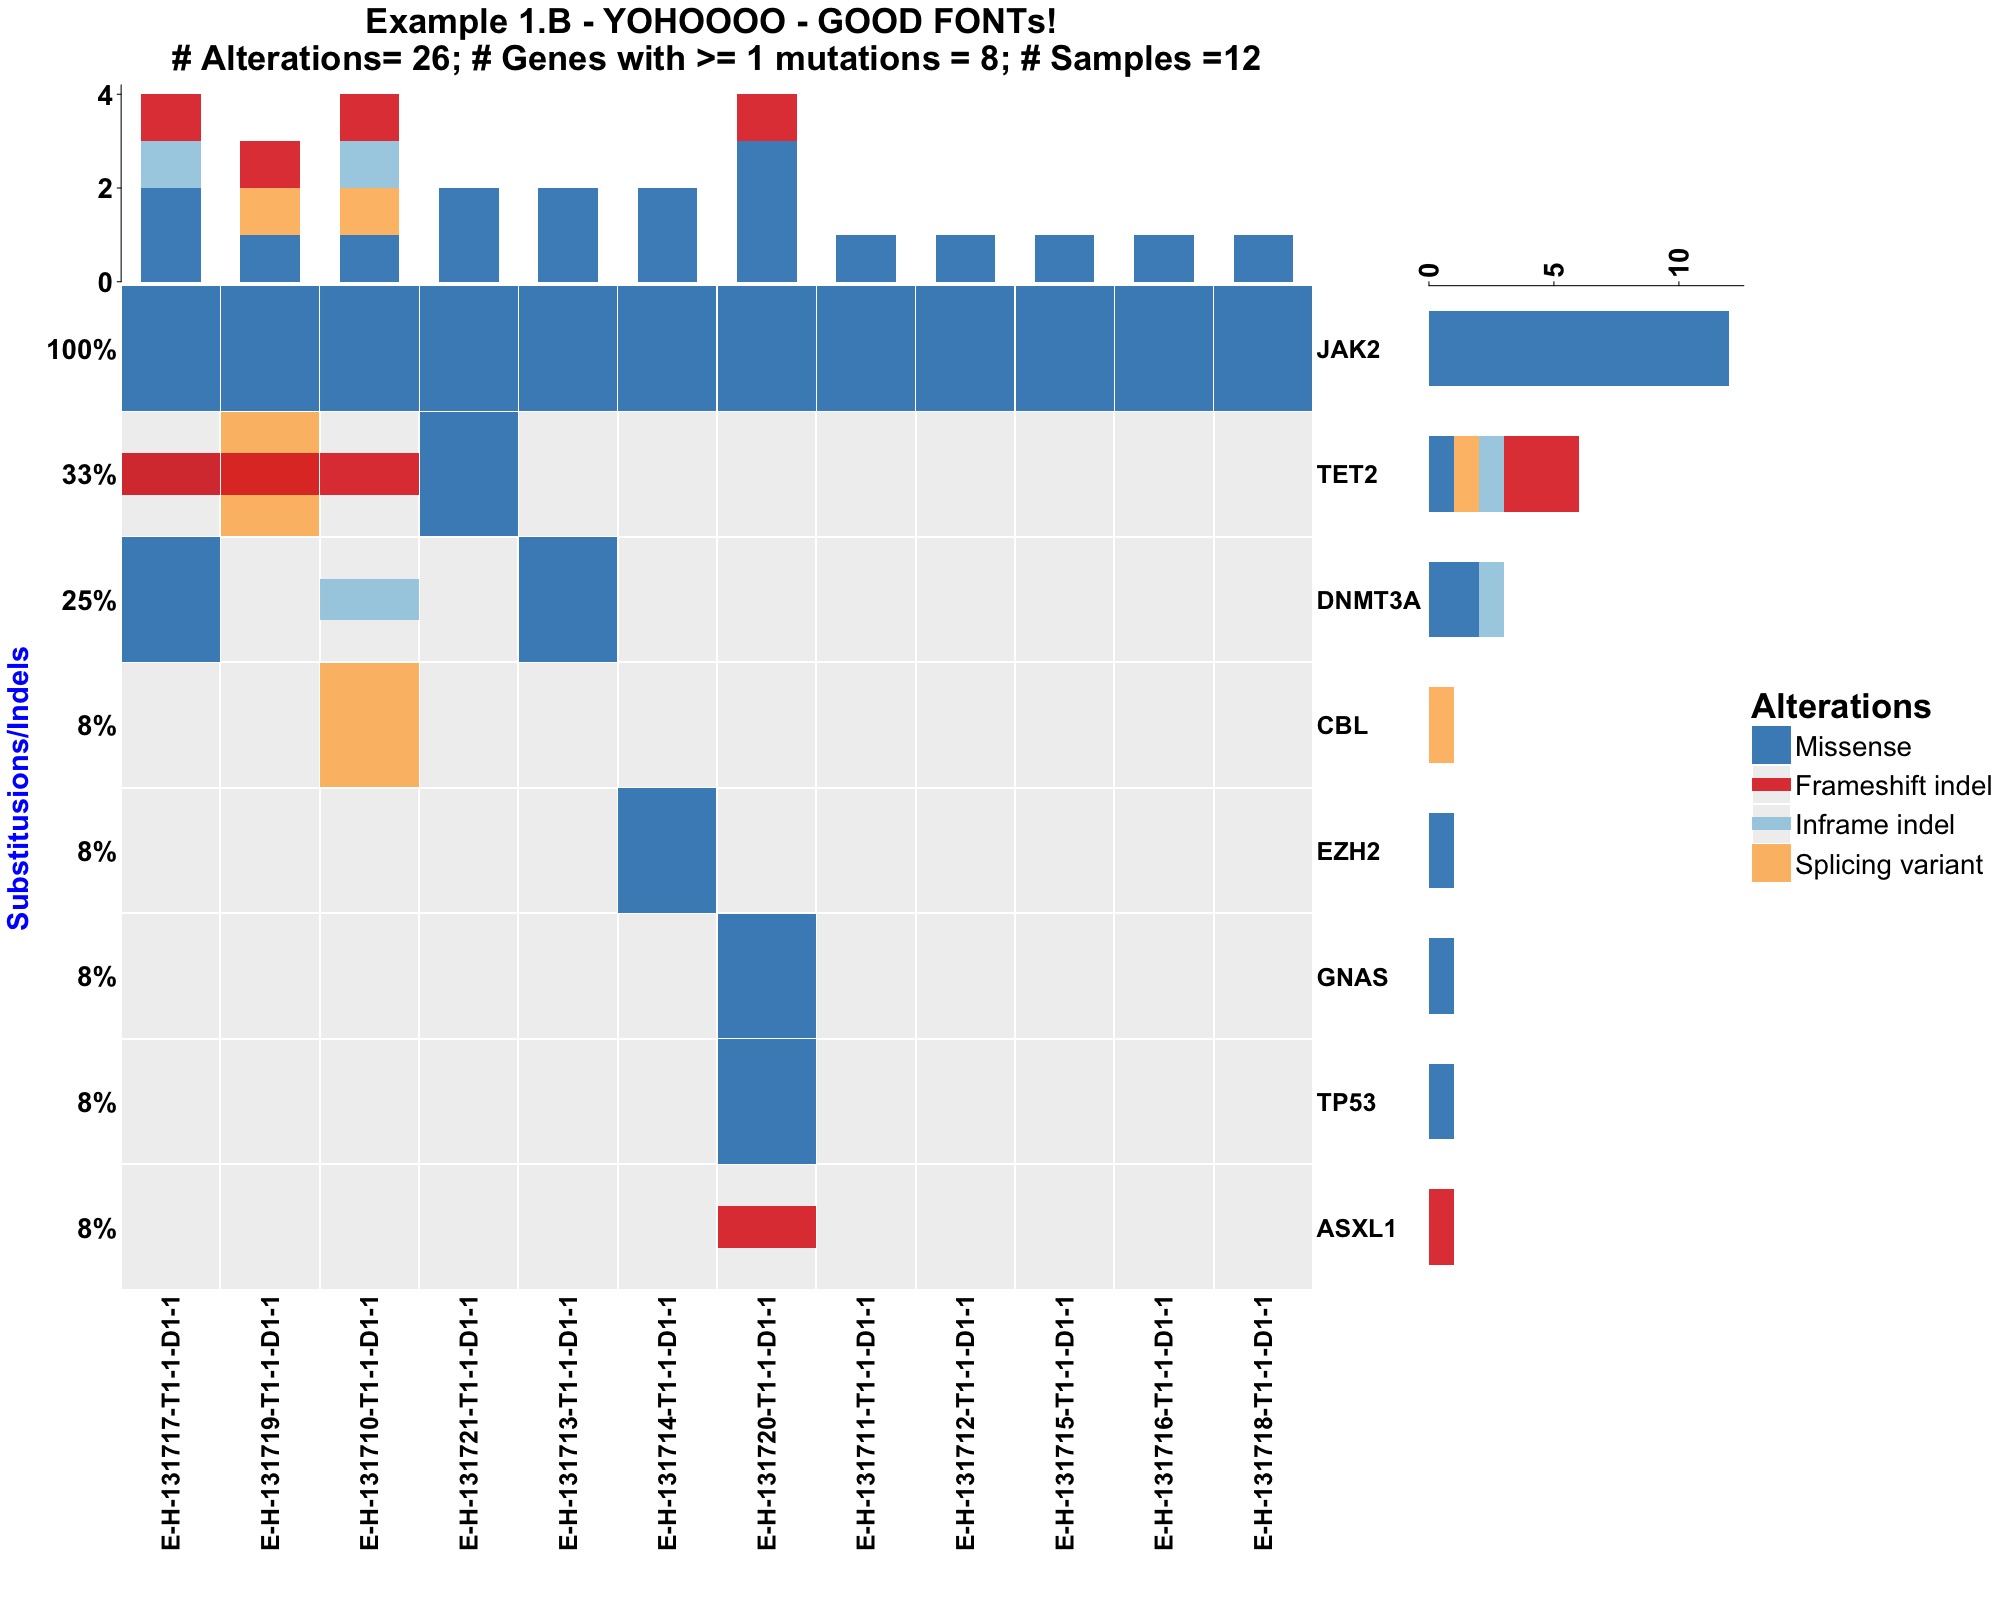 Example 1.B - YOHOOOO - GOOD FONTs!
# Alterations= 26; # Genes with >= 1 mutations = 8; # Samples =12
4
2
0
0
5
10
100%
JAK2
33%
TET2
25%
DNMT3A
8%
CBL
8%
EZH2
8%
GNAS
8%
TP53
8%
ASXL1
Substitusions/Indels
Alterations
Missense
Frameshift indel
Inframe indel
Splicing variant
E-H-131717-T1-1-D1-1
E-H-131719-T1-1-D1-1
E-H-131710-T1-1-D1-1
E-H-131721-T1-1-D1-1
E-H-131713-T1-1-D1-1
E-H-131714-T1-1-D1-1
E-H-131720-T1-1-D1-1
E-H-131711-T1-1-D1-1
E-H-131712-T1-1-D1-1
E-H-131715-T1-1-D1-1
E-H-131716-T1-1-D1-1
E-H-131718-T1-1-D1-1